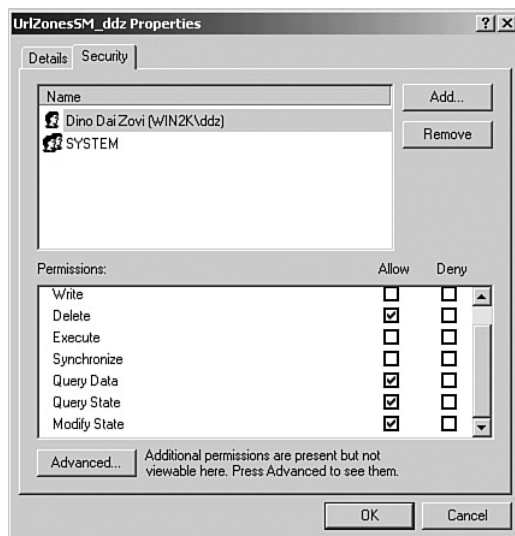 UrlZonesSM_ddz Properties
Details Security
Name
Dino Dai Zovi (WIN2K\ddz)
SYSTEM
Add...
Remove
Permissions: Allow Deny
Write
Delete
Execute
Synchronize
Query Data
Query State
Modify State
Advanced... Additional permissions are present but not
viewable here. Press Advanced to see them.
OK Cancel